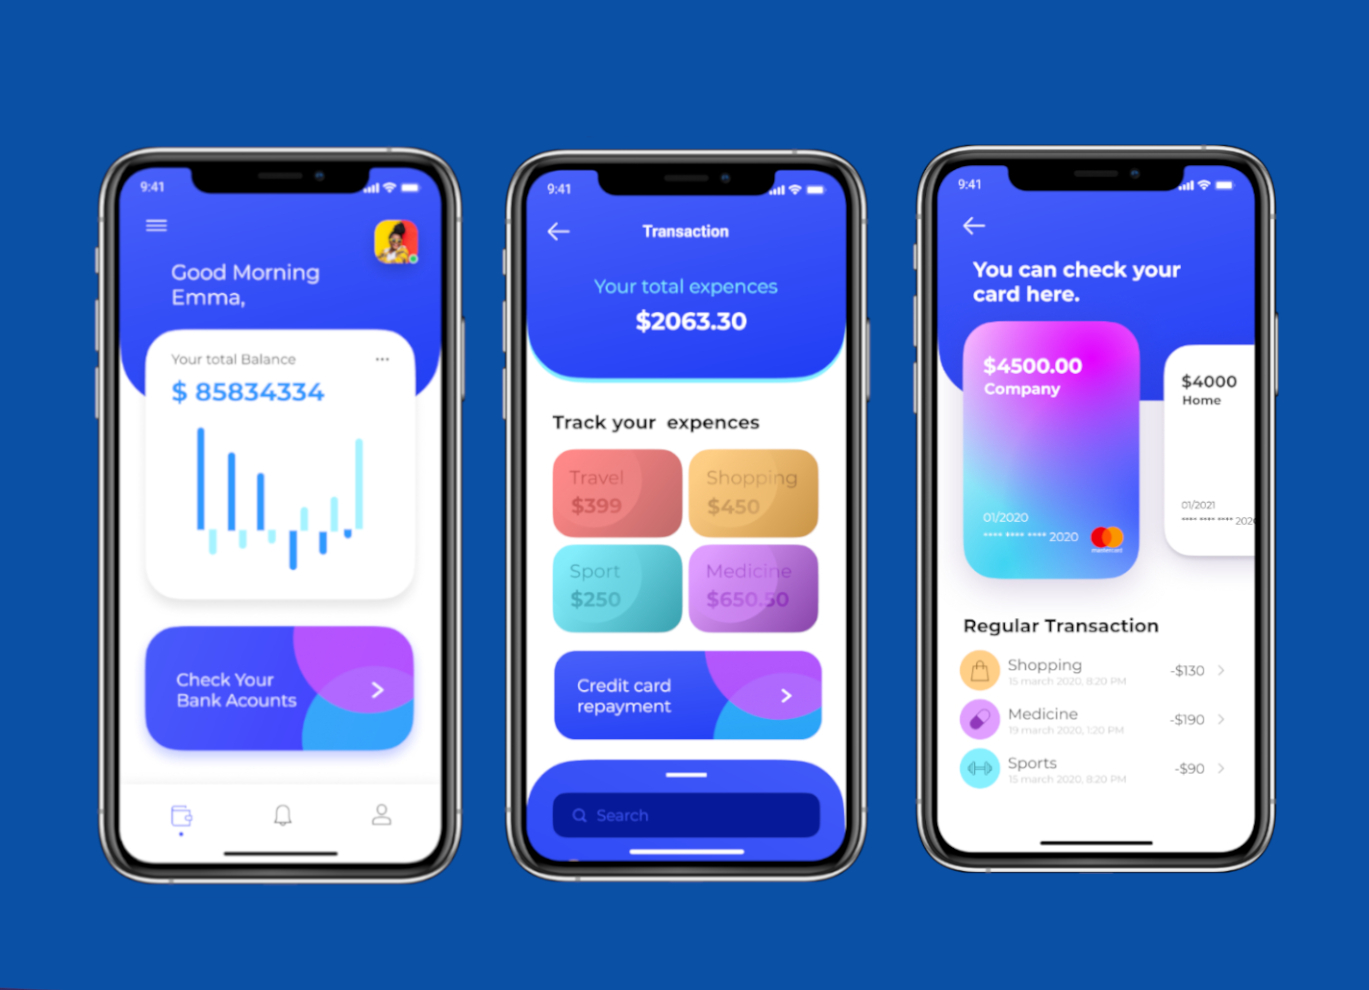 9:41
Good Morning
Emma,
Your total Balance
$ 85834334
Check Your
Bank Acounts
9:41
Transaction
Your total expences
$2063.30
Track your expences
Travel
$399
Shopping
$450
Sport
$250
Medicine
$650.50
Credit card
repayment
Search
9:41
You can check your
card here.
$4500.00
Company
01/2020
**** **** **** 2020
mastercard
$4000
Home
01/2021
**** **** **** 202
Regular Transaction
Shopping
15 march 2020, 8:20 PM
-$130
Medicine
19 march 2020, 1:20 PM
-$190
Sports
15 march 2020, 8:20 PM
-$90